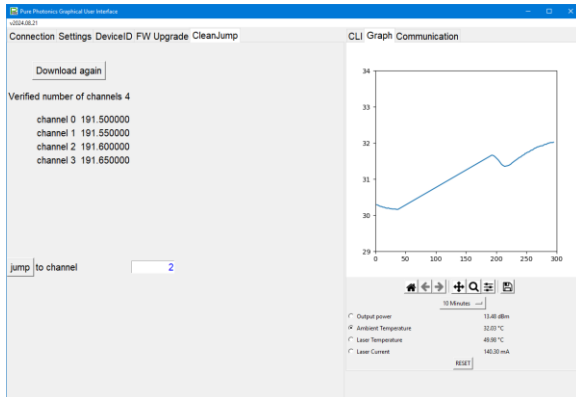 Pure Photonics Graphical User Interface
v2024.08.21
Connection Settings DeviceID FW Upgrade CleanJump
Download again
Verified number of channels 4
channel 0 191.500000
channel 1 191.550000
channel 2 191.600000
channel 3 191.650000
jump to channel 2
CLI Graph Communication
34
33
32
31
30
29
0 50 100 150 200 250 300
10 Minutes
Output power 13.40 dBm
Ambient Temperature 32.03 °C
Laser Temperature 49.90 °C
Laser Current 140.30 mA
RESET